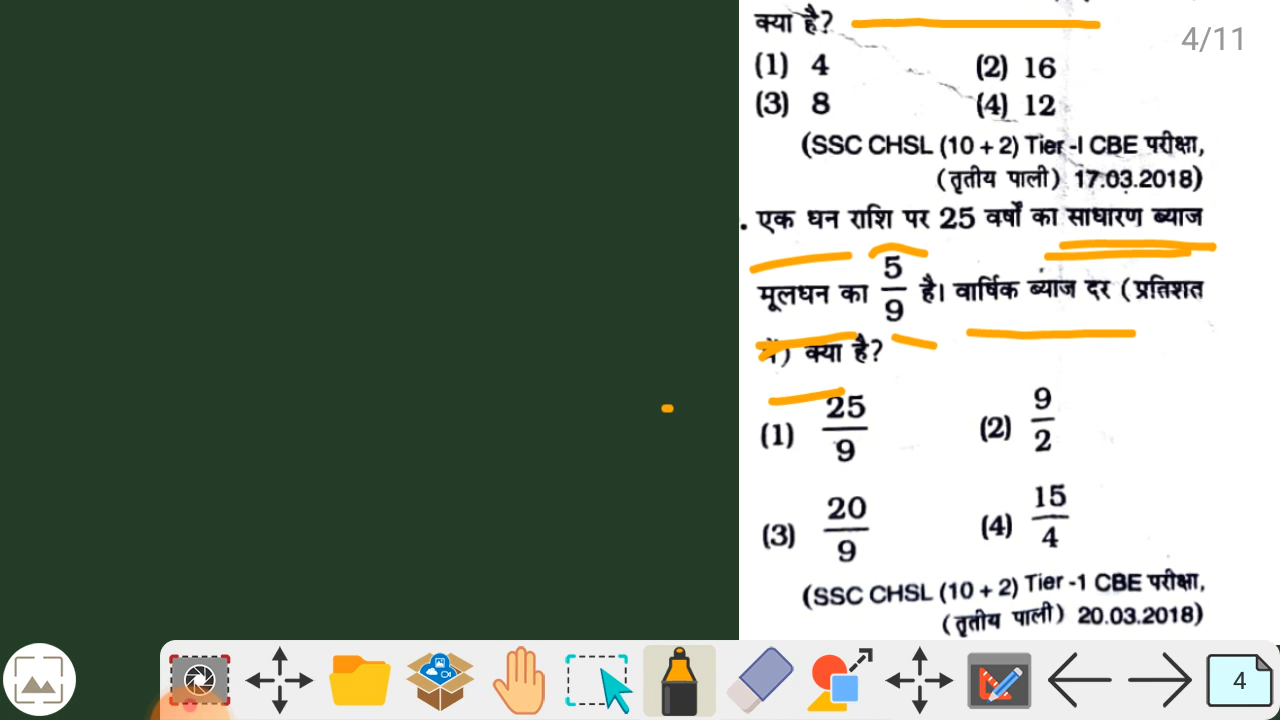 क्या है?
4/11
(1) 4 (2) 16
(3) 8 (4) 12
(SSC CHSL (10 + 2) Tier -I CBE परीक्षा,
(तृतीय पाली) 17.03.2018)
. एक धन राशि पर 25 वर्षों का साधारण ब्याज
मूलधन का 5/9 है। वार्षिक ब्याज दर (प्रतिशत
में) क्या है?
(1) 25/9 (2) 9/2
(3) 20/9 (4) 15/4
(SSC CHSL (10 + 2) Tier -1 CBE परीक्षा,
(तृतीय पाली) 20.03.2018)
4